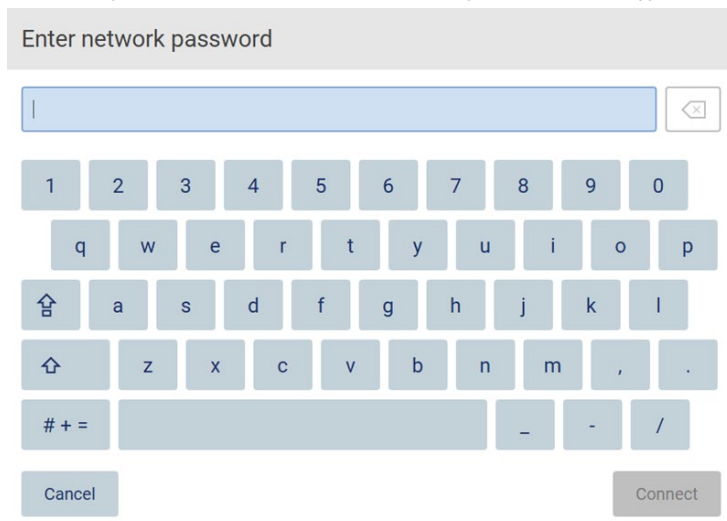 Enter network password
1 2 3 4 5 6 7 8 9 0
q w e r t y u i o p
a s d f g h j k l
z x c v b n m , .
# + = _ - /
Cancel Connect